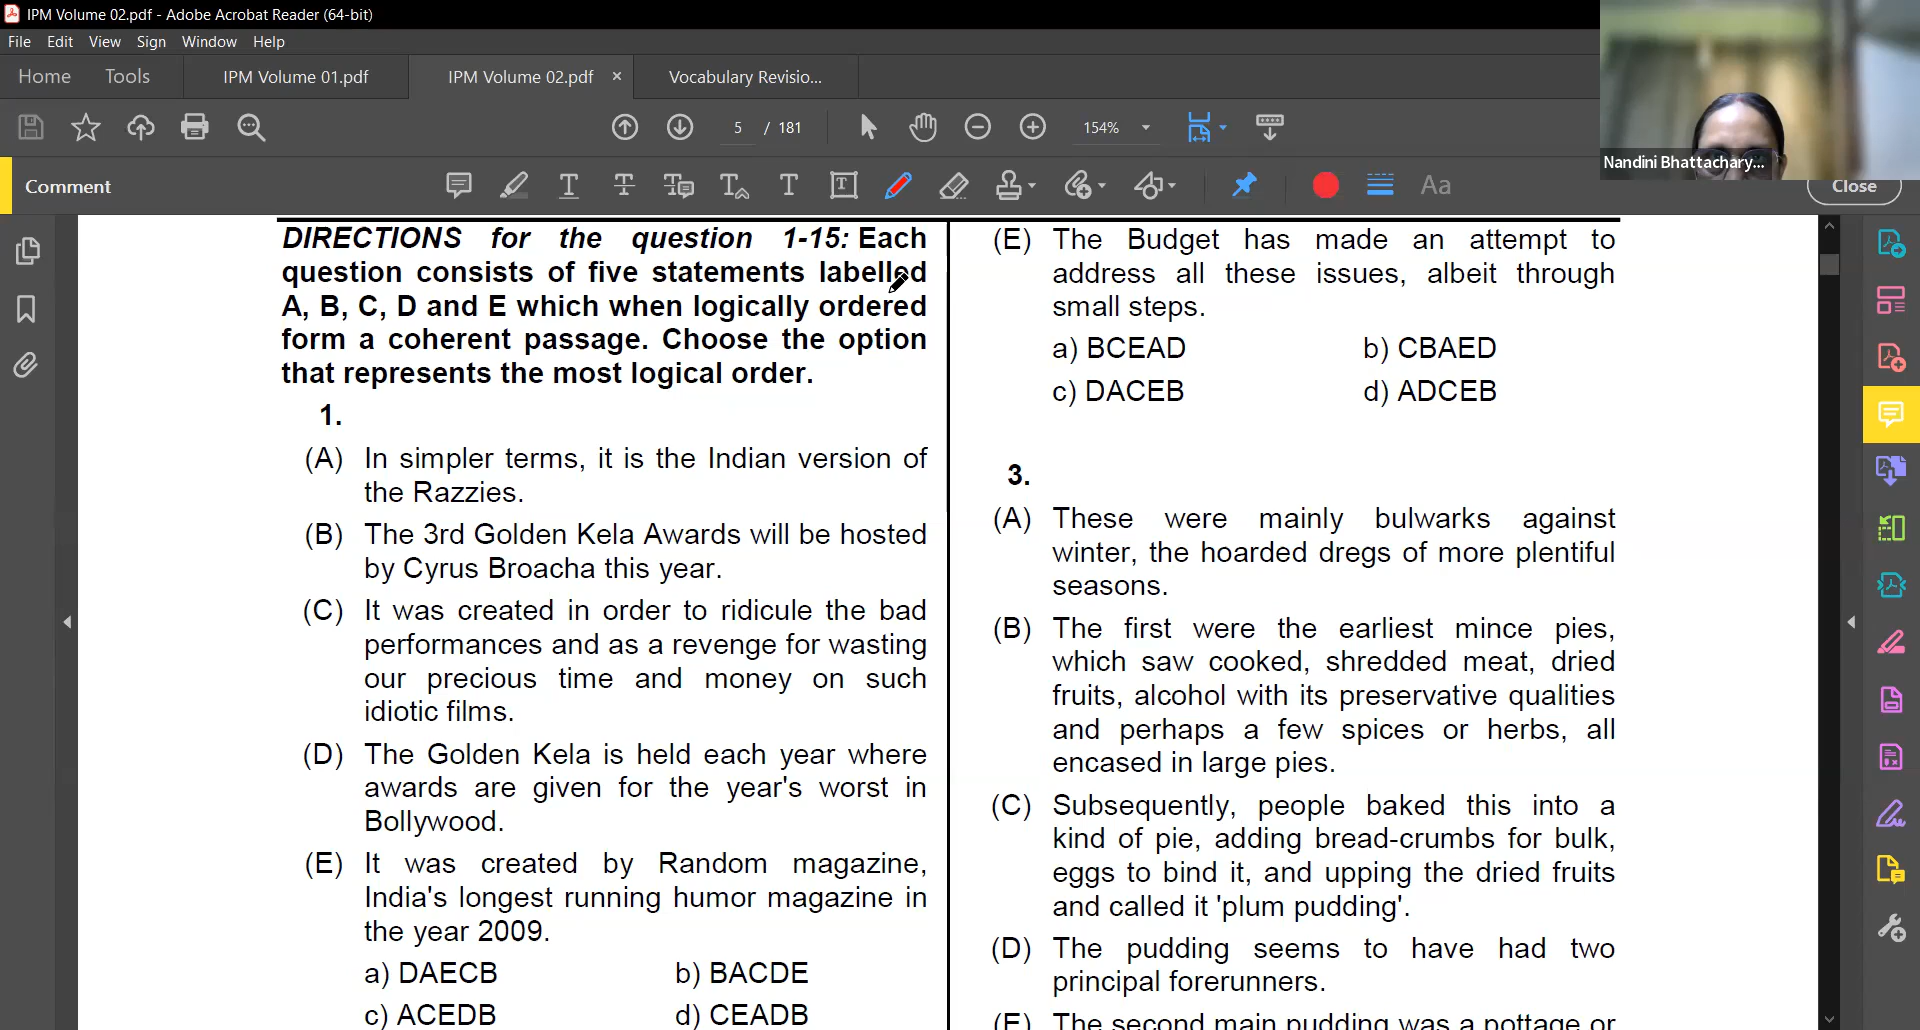 IPM Volume 02.pdf - Adobe Acrobat Reader (64-bit)
File Edit View Sign Window Help
Home Tools IPM Volume 01.pdf IPM Volume 02.pdf × Vocabulary Revisio...
5 / 181 154%
Nandini Bhattachary...
Comment Aa Close
DIRECTIONS for the question 1-15: Each
question consists of five statements labelled
A, B, C, D and E which when logically ordered
form a coherent passage. Choose the option
that represents the most logical order.
1.
(A) In simpler terms, it is the Indian version of
the Razzies.
(B) The 3rd Golden Kela Awards will be hosted
by Cyrus Broacha this year.
(C) It was created in order to ridicule the bad
performances and as a revenge for wasting
our precious time and money on such
idiotic films.
(D) The Golden Kela is held each year where
awards are given for the year's worst in
Bollywood.
(E) It was created by Random magazine,
India's longest running humor magazine in
the year 2009.
a) DAECB b) BACDE
c) ACEDB d) CEADB
(E) The Budget has made an attempt to
address all these issues, albeit through
small steps.
a) BCEAD b) CBAED
c) DACEB d) ADCEB
3.
(A) These were mainly bulwarks against
winter, the hoarded dregs of more plentiful
seasons.
(B) The first were the earliest mince pies,
which saw cooked, shredded meat, dried
fruits, alcohol with its preservative qualities
and perhaps a few spices or herbs, all
encased in large pies.
(C) Subsequently, people baked this into a
kind of pie, adding bread-crumbs for bulk,
eggs to bind it, and upping the dried fruits
and called it 'plum pudding'.
(D) The pudding seems to have had two
principal forerunners.
(E) The second main pudding was a pottage or